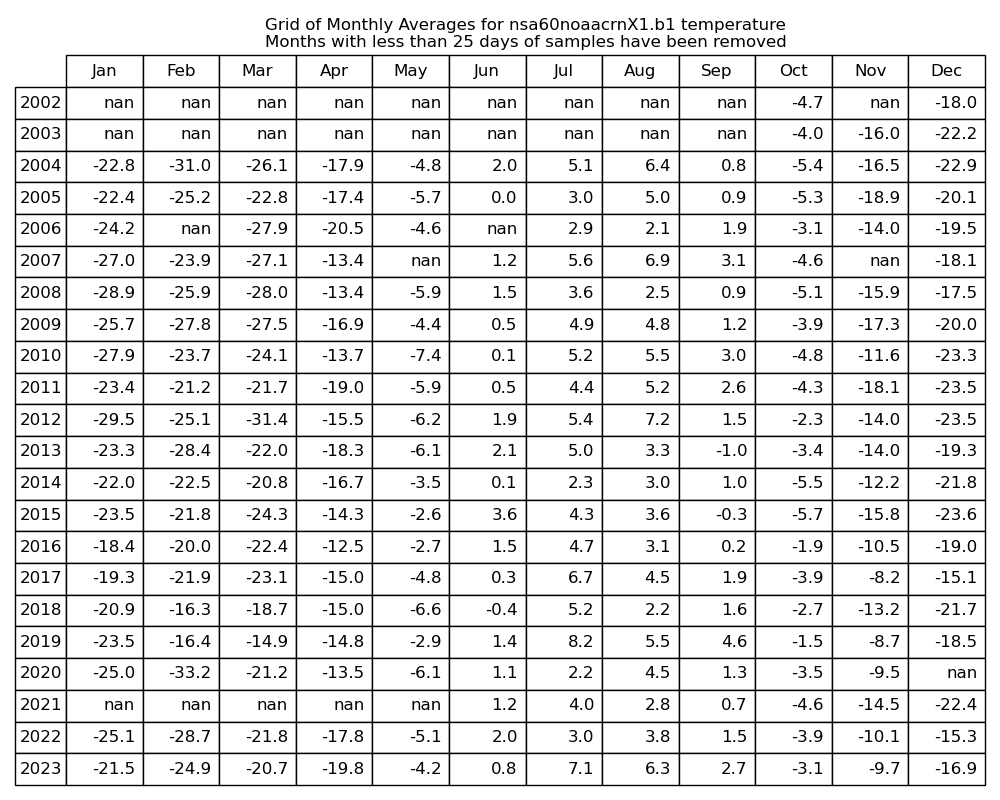 Grid of Monthly Averages for nsa60noaacrnX1.b1 temperature
Months with less than 25 days of samples have been removed
Jan Feb Mar Apr May Jun Jul Aug Sep Oct Nov Dec
2002 nan nan nan nan nan nan nan nan nan -4.7 nan -18.0
2003 nan nan nan nan nan nan nan nan nan -4.0 -16.0 -22.2
2004 -22.8 -31.0 -26.1 -17.9 -4.8 2.0 5.1 6.4 0.8 -5.4 -16.5 -22.9
2005 -22.4 -25.2 -22.8 -17.4 -5.7 0.0 3.0 5.0 0.9 -5.3 -18.9 -20.1
2006 -24.2 nan -27.9 -20.5 -4.6 nan 2.9 2.1 1.9 -3.1 -14.0 -19.5
2007 -27.0 -23.9 -27.1 -13.4 nan 1.2 5.6 6.9 3.1 -4.6 nan -18.1
2008 -28.9 -25.9 -28.0 -13.4 -5.9 1.5 3.6 2.5 0.9 -5.1 -15.9 -17.5
2009 -25.7 -27.8 -27.5 -16.9 -4.4 0.5 4.9 4.8 1.2 -3.9 -17.3 -20.0
2010 -27.9 -23.7 -24.1 -13.7 -7.4 0.1 5.2 5.5 3.0 -4.8 -11.6 -23.3
2011 -23.4 -21.2 -21.7 -19.0 -5.9 0.5 4.4 5.2 2.6 -4.3 -18.1 -23.5
2012 -29.5 -25.1 -31.4 -15.5 -6.2 1.9 5.4 7.2 1.5 -2.3 -14.0 -23.5
2013 -23.3 -28.4 -22.0 -18.3 -6.1 2.1 5.0 3.3 -1.0 -3.4 -14.0 -19.3
2014 -22.0 -22.5 -20.8 -16.7 -3.5 0.1 2.3 3.0 1.0 -5.5 -12.2 -21.8
2015 -23.5 -21.8 -24.3 -14.3 -2.6 3.6 4.3 3.6 -0.3 -5.7 -15.8 -23.6
2016 -18.4 -20.0 -22.4 -12.5 -2.7 1.5 4.7 3.1 0.2 -1.9 -10.5 -19.0
2017 -19.3 -21.9 -23.1 -15.0 -4.8 0.3 6.7 4.5 1.9 -3.9 -8.2 -15.1
2018 -20.9 -16.3 -18.7 -15.0 -6.6 -0.4 5.2 2.2 1.6 -2.7 -13.2 -21.7
2019 -23.5 -16.4 -14.9 -14.8 -2.9 1.4 8.2 5.5 4.6 -1.5 -8.7 -18.5
2020 -25.0 -33.2 -21.2 -13.5 -6.1 1.1 2.2 4.5 1.3 -3.5 -9.5 nan
2021 nan nan nan nan nan 1.2 4.0 2.8 0.7 -4.6 -14.5 -22.4
2022 -25.1 -28.7 -21.8 -17.8 -5.1 2.0 3.0 3.8 1.5 -3.9 -10.1 -15.3
2023 -21.5 -24.9 -20.7 -19.8 -4.2 0.8 7.1 6.3 2.7 -3.1 -9.7 -16.9